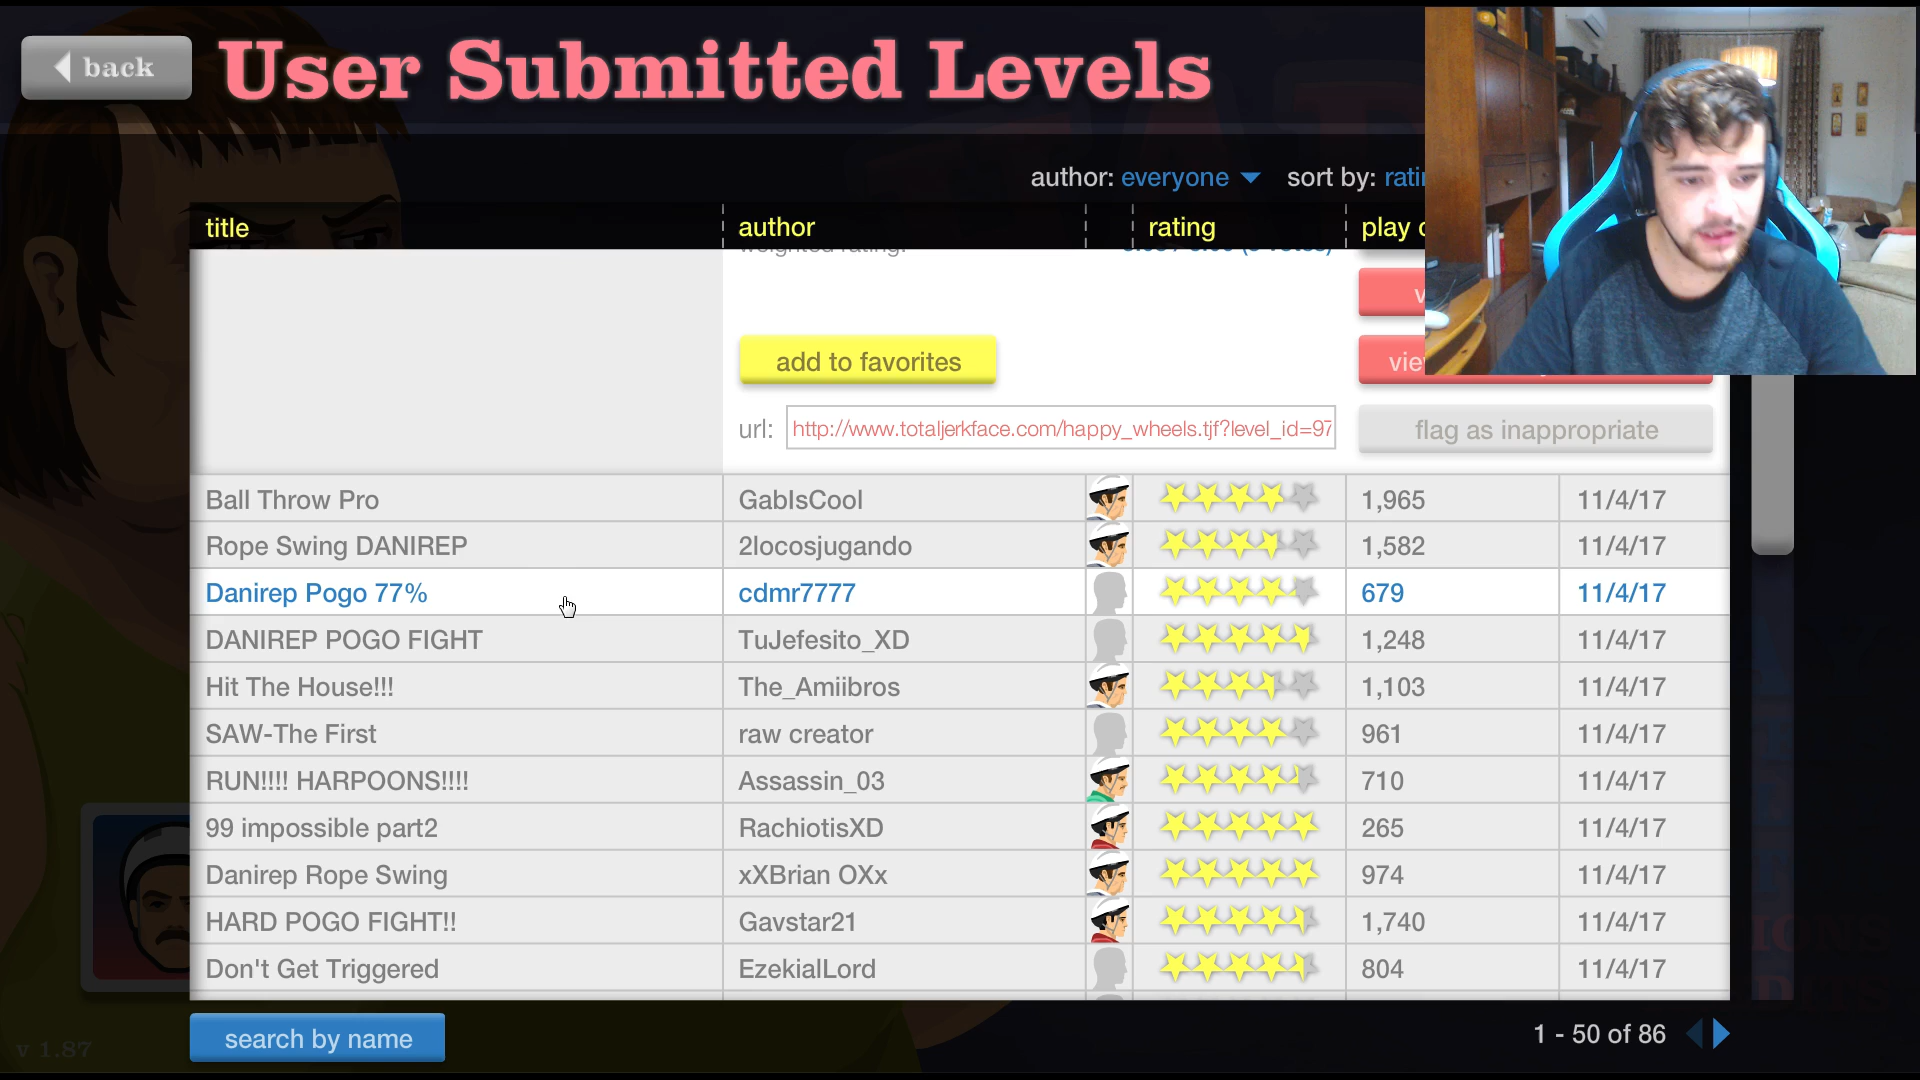 back
User Submitted Levels
author: everyone
sort by:
title author rating play
add to favorites
url: http://www.totaljerkface.com/happy_wheels.tjf?level_id=97
flag as inappropriate
Ball Throw Pro GabIsCool 1,965 11/4/17
Rope Swing DANIREP 2locosjugando 1,582 11/4/17
Danirep Pogo 77% cdmr7777 679 11/4/17
DANIREP POGO FIGHT TuJefesito_XD 1,248 11/4/17
Hit The House!!! The_Amiibros 1,103 11/4/17
SAW-The First raw creator 961 11/4/17
RUN!!!! HARPOONS!!!! Assassin_03 710 11/4/17
99 impossible part2 RachiotisXD 265 11/4/17
Danirep Rope Swing xXBrian OXx 974 11/4/17
HARD POGO FIGHT!! Gavstar21 1,740 11/4/17
Don't Get Triggered EzekialLord 804 11/4/17
search by name
1 - 50 of 86
v 1.87